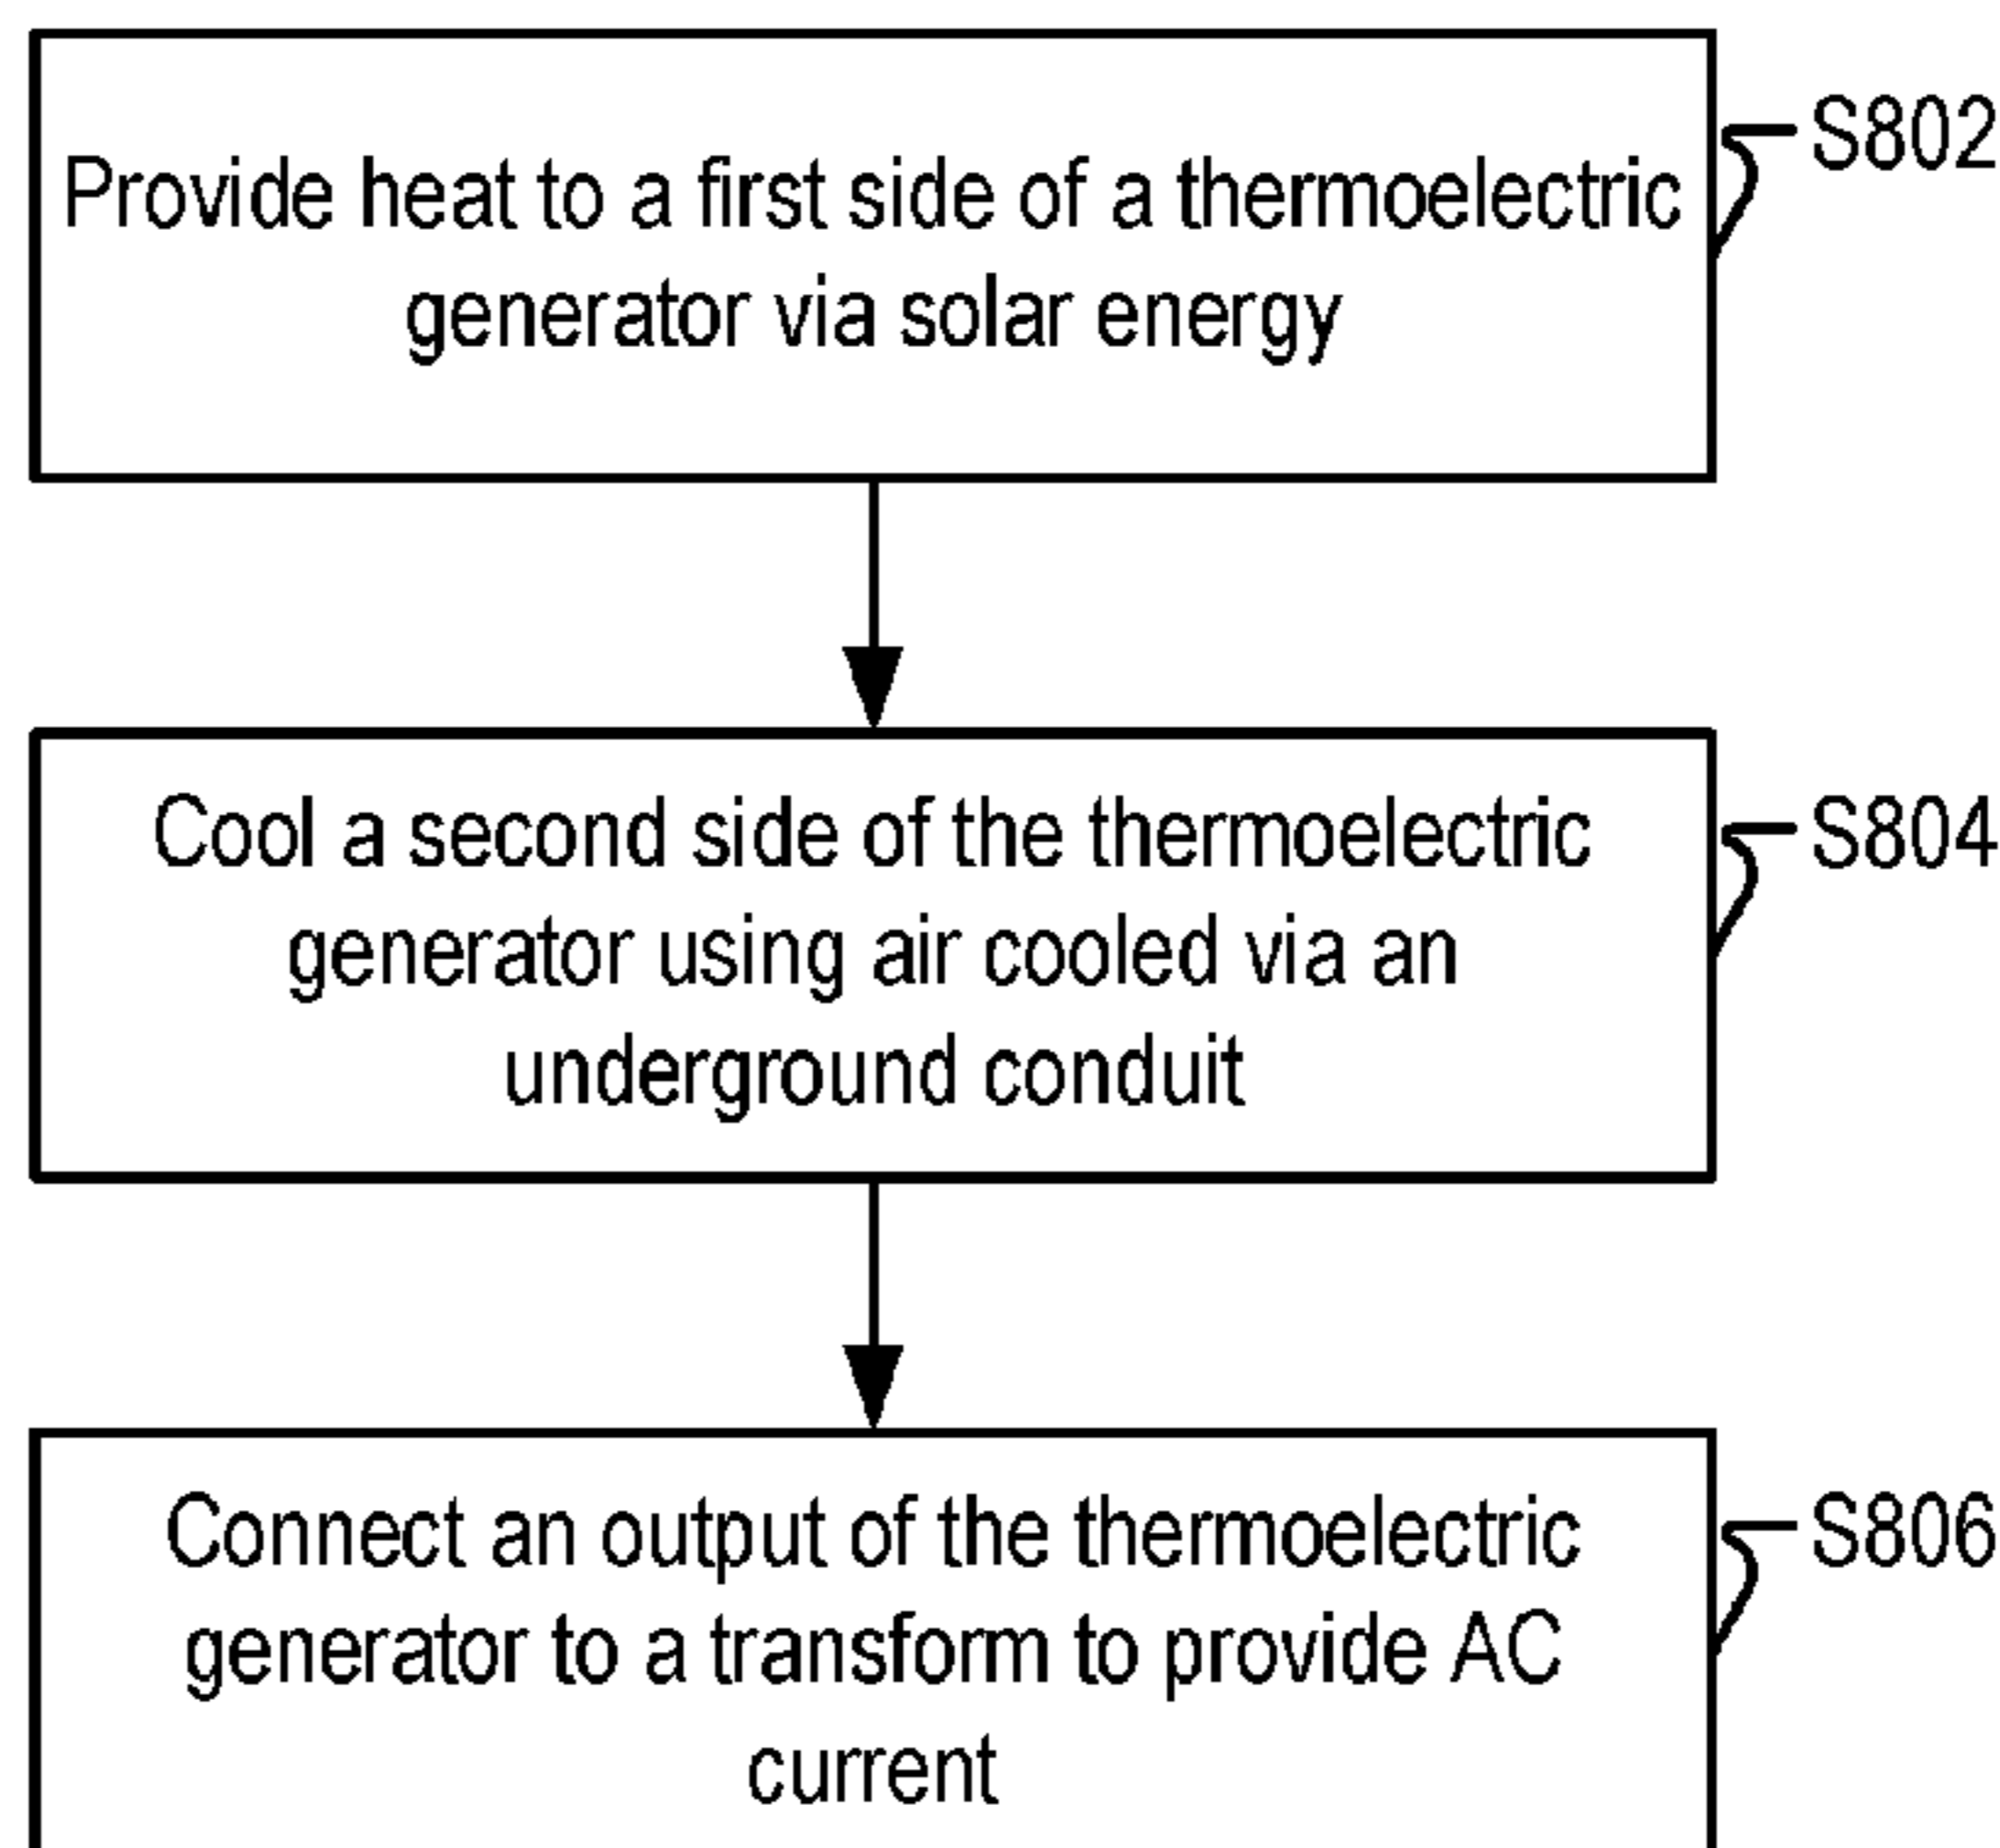 Provide heat to a first side of a thermoelectric
generator via solar energy
S802
Cool a second side of the thermoelectric
generator using air cooled via an
underground conduit
S804
Connect an output of the thermoelectric
generator to a transform to provide AC
current
S806